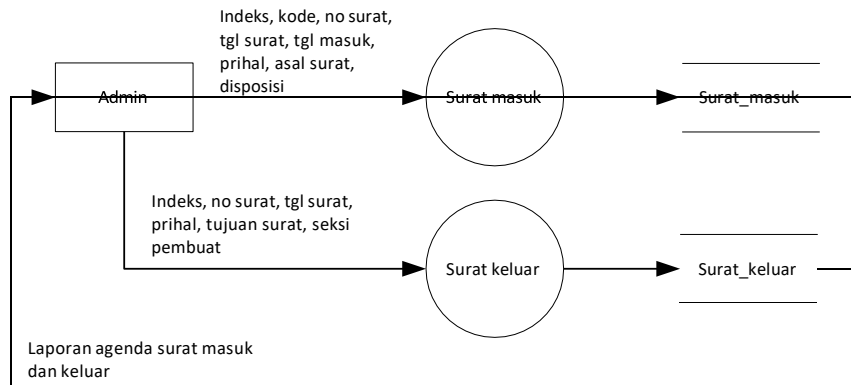 Indeks, kode, no surat,
tgl surat, tgl masuk,
prihal, asal surat,
disposisi
Admin
Surat masuk
Surat_masuk
Indeks, no surat, tgl surat,
prihal, tujuan surat, seksi
pembuat
Surat keluar
Surat_keluar
Laporan agenda surat masuk
dan keluar